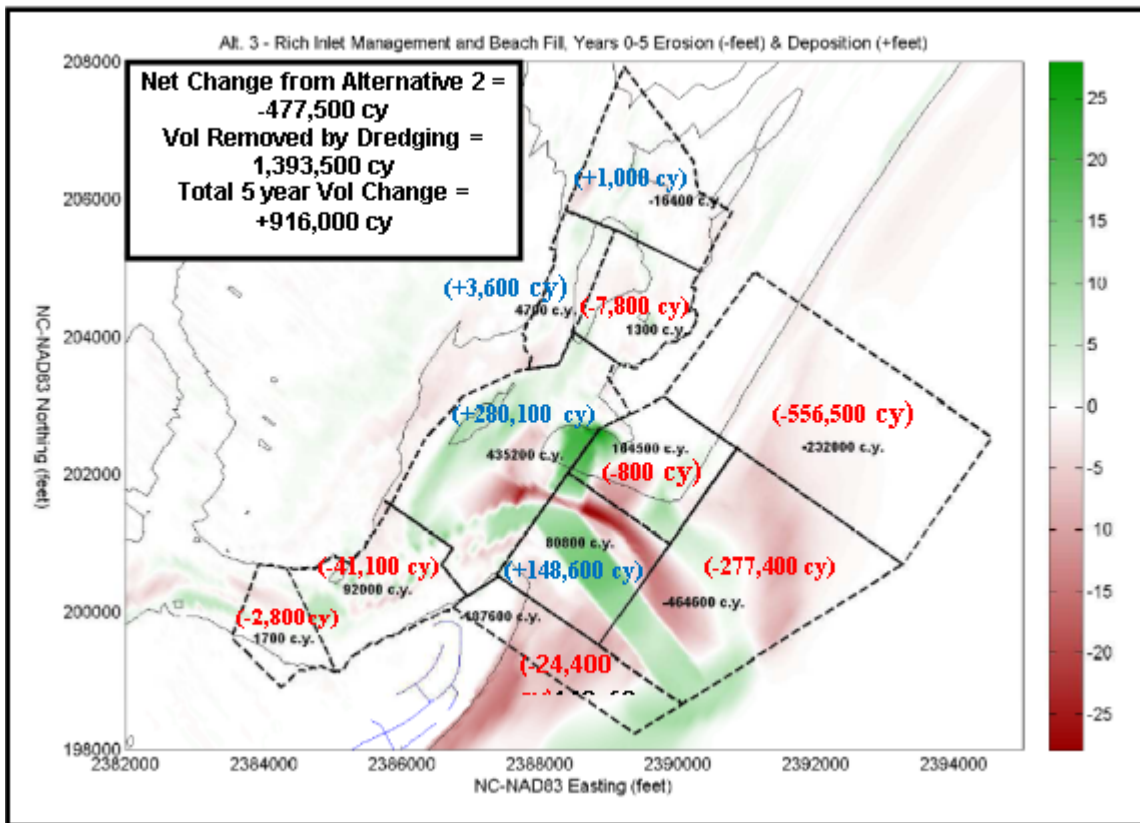 Alt. 3 - Rich Inlet Management and Beach Fill, Years 0-5 Erosion (-feet) & Deposition (+feet)
Net Change from Alternative 2 =
-477,500 cy
Vol Removed by Dredging =
1,393,500 cy
Total 5 year Vol Change =
+916,000 cy
(+1,000 cy)
-16400 c.y.
(+3,600 cy)
4700 c.y.
(-7,800 cy)
1300 c.y.
(+280,100 cy)
435200 c.y.
164500 c.y.
(-800 cy)
(-556,500 cy)
-232000 c.y.
80800 c.y.
(+148,600 cy)
(-277,400 cy)
-464600 c.y.
(-41,100 cy)
92000 c.y.
(-2,800cy)
1700 c.y.
-187600 c.y.
(-24,400
208000
206000
204000
202000
200000
198000
NC-NAD83 Northing (feet)
2382000 2384000 2386000 2388000 2390000 2392000 2394000
NC-NAD83 Easting (feet)
25
20
15
10
5
0
-5
-10
-15
-20
-25